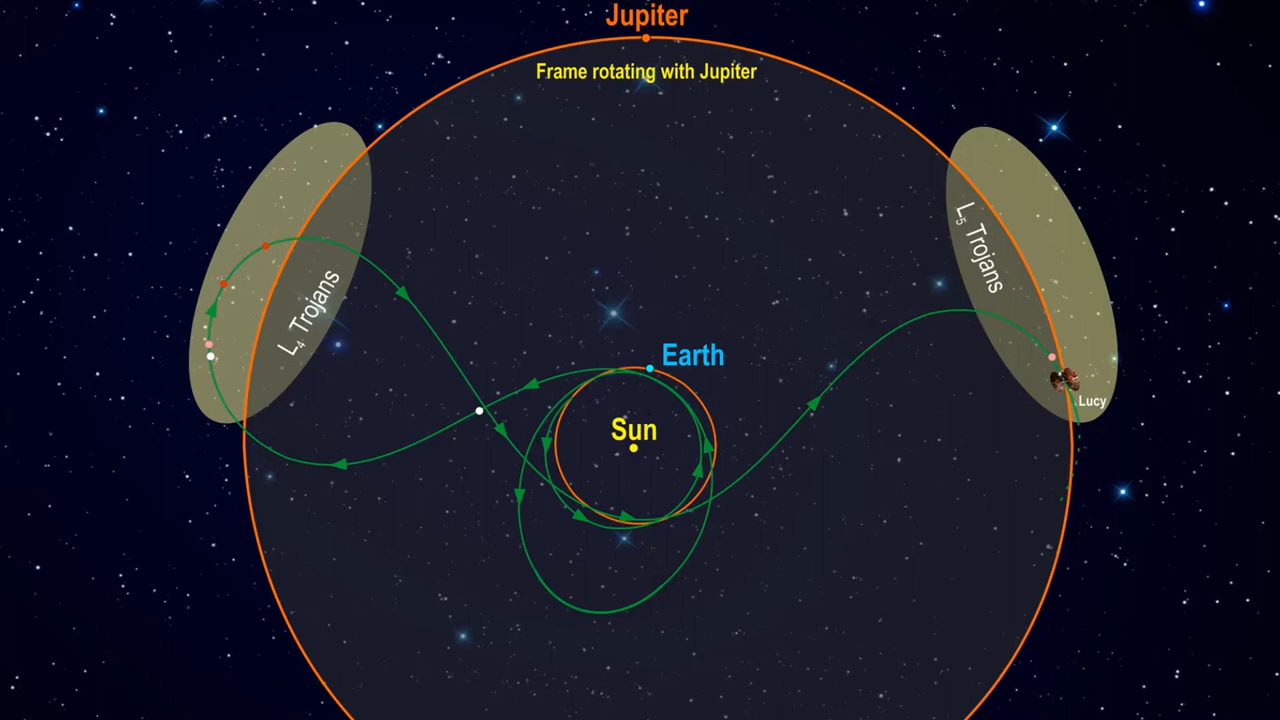 Jupiter
Frame rotating with Jupiter
L₄ Trojans
L₅ Trojans
Earth
Sun
Lucy